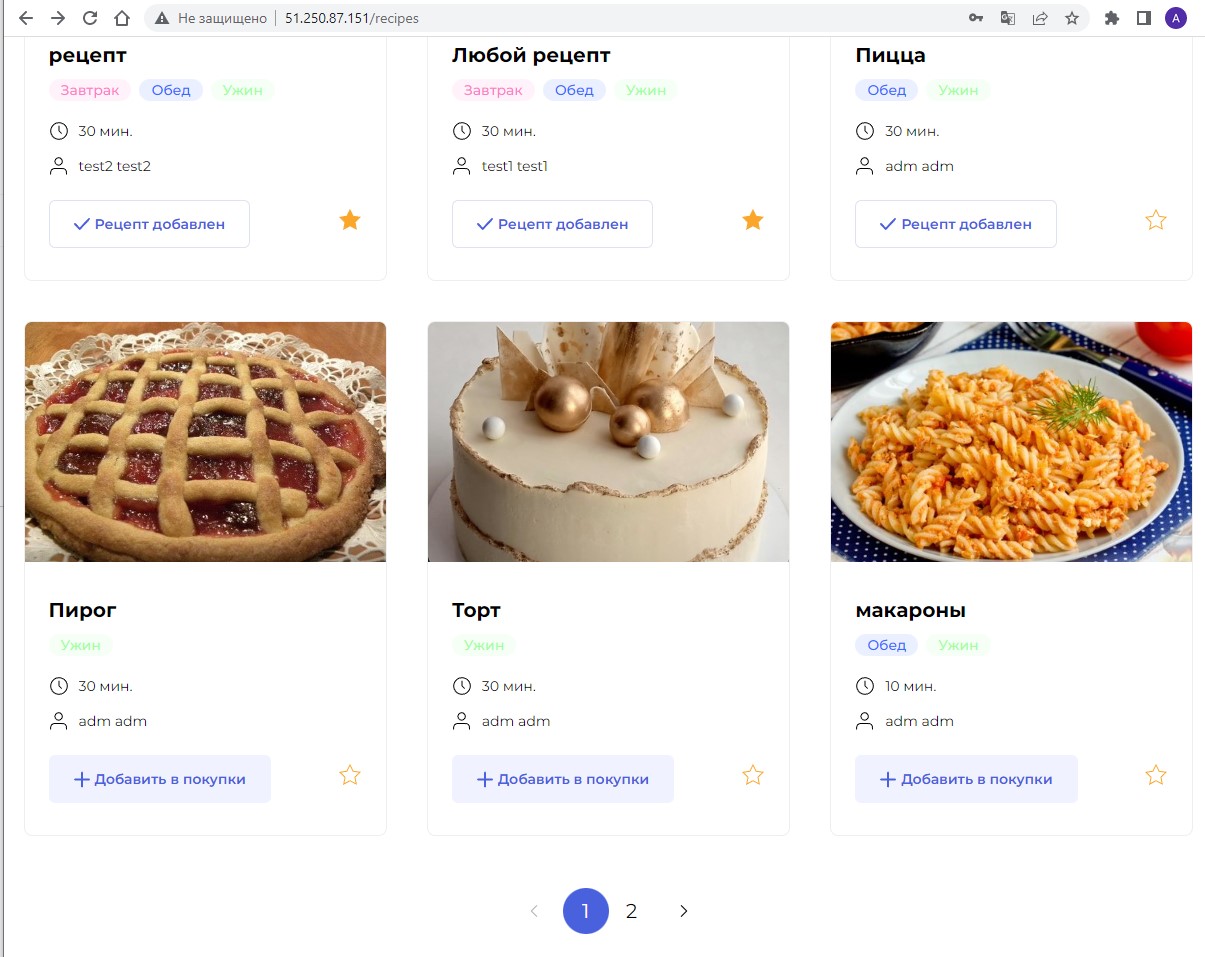 Не защищено 51.250.87.151/recipes
A
рецепт
Завтрак Обед Ужин
30 мин.
test2 test2
Рецепт добавлен
Любой рецепт
Завтрак Обед Ужин
30 мин.
test1 test1
Рецепт добавлен
Пицца
Обед Ужин
30 мин.
adm adm
Рецепт добавлен
Пирог
Ужин
30 мин.
adm adm
Добавить в покупки
Торт
Ужин
30 мин.
adm adm
Добавить в покупки
макароны
Обед Ужин
10 мин.
adm adm
Добавить в покупки
1 2